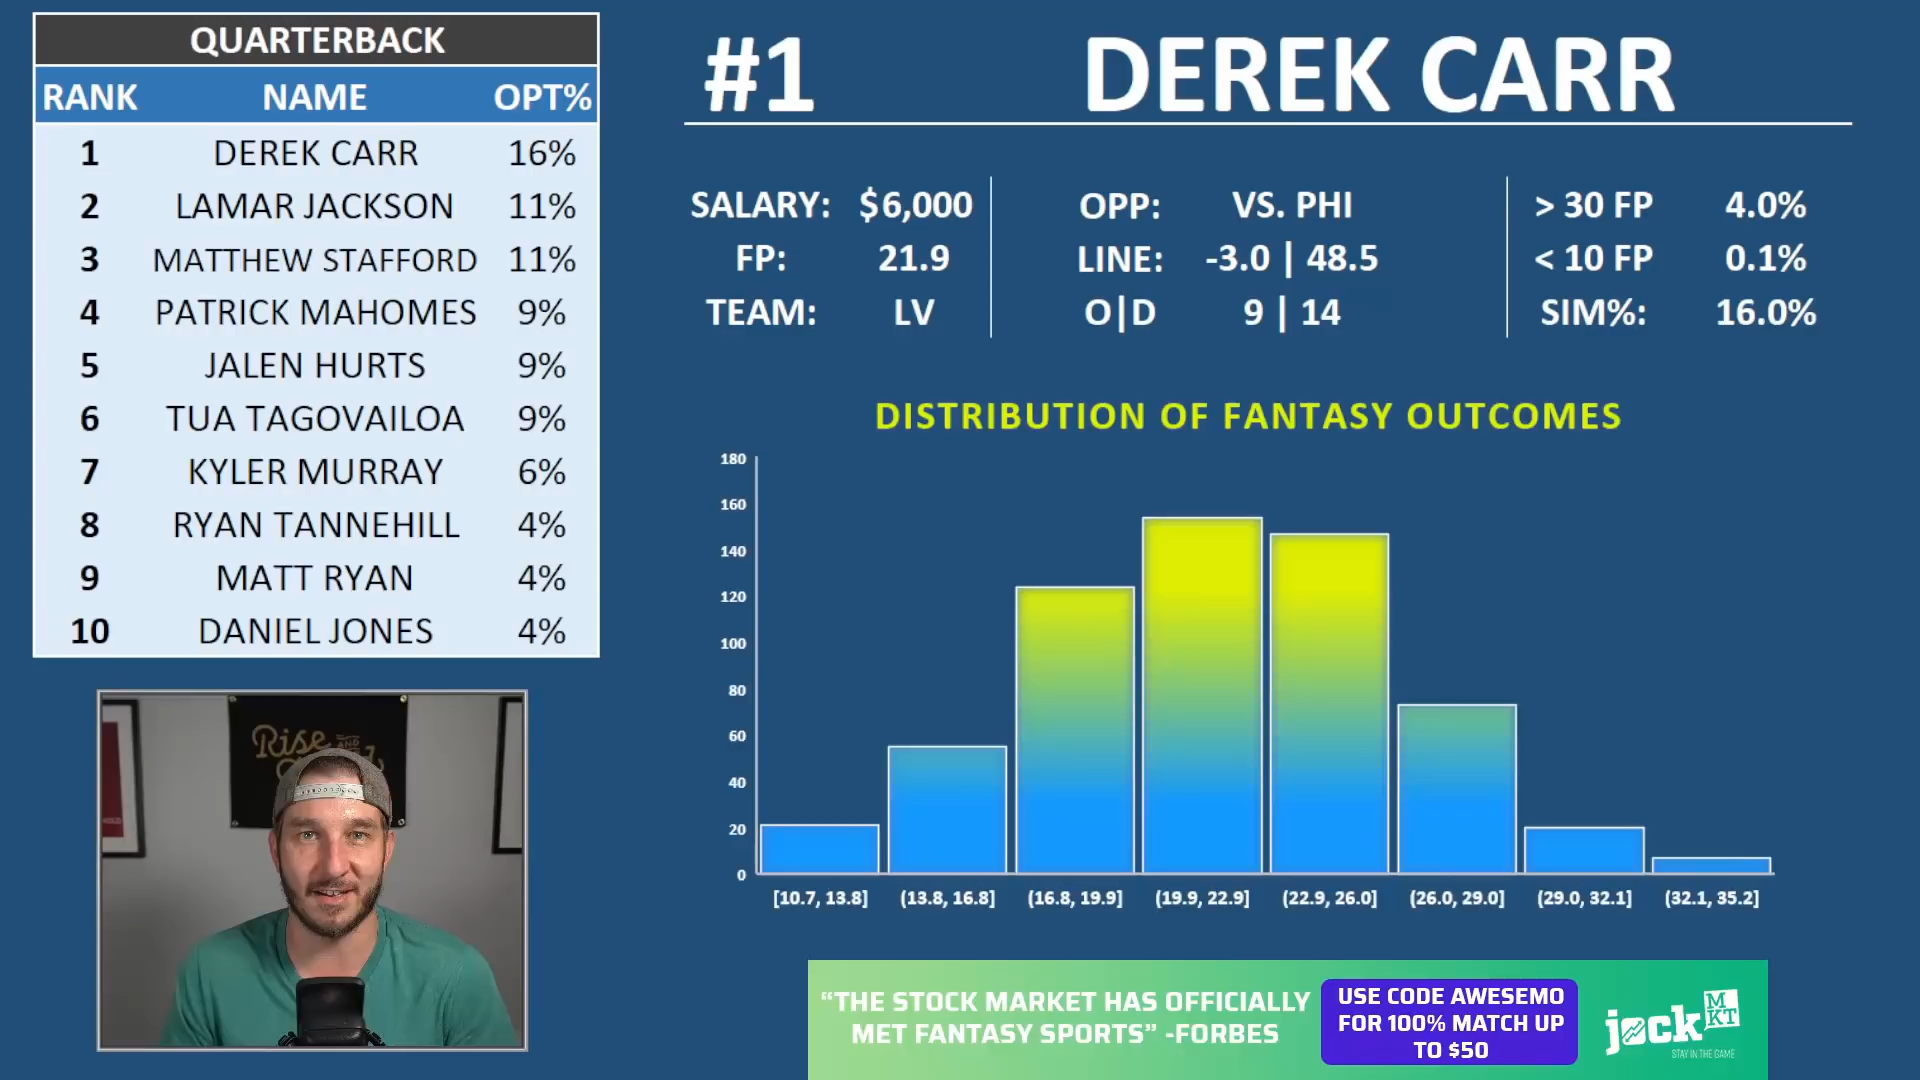 QUARTERBACK
RANK NAME OPT%
1 DEREK CARR 16%
2 LAMAR JACKSON 11%
3 MATTHEW STAFFORD 11%
4 PATRICK MAHOMES 9%
5 JALEN HURTS 9%
6 TUA TAGOVAILOA 9%
7 KYLER MURRAY 6%
8 RYAN TANNEHILL 4%
9 MATT RYAN 4%
10 DANIEL JONES 4%
#1 DEREK CARR
SALARY: $6,000
FP: 21.9
TEAM: LV
OPP: VS. PHI
LINE: -3.0 | 48.5
O|D 9 | 14
> 30 FP 4.0%
< 10 FP 0.1%
SIM%: 16.0%
DISTRIBUTION OF FANTASY OUTCOMES
180
160
140
120
100
80
60
40
20
0
[10.7, 13.8] (13.8, 16.8] (16.8, 19.9] (19.9, 22.9] (22.9, 26.0] (26.0, 29.0] (29.0, 32.1] (32.1, 35.2]
Rise
AND
“THE STOCK MARKET HAS OFFICIALLY
MET FANTASY SPORTS” -FORBES
USE CODE AWESEMO
FOR 100% MATCH UP
TO $50
jock MKT
STAY IN THE GAME